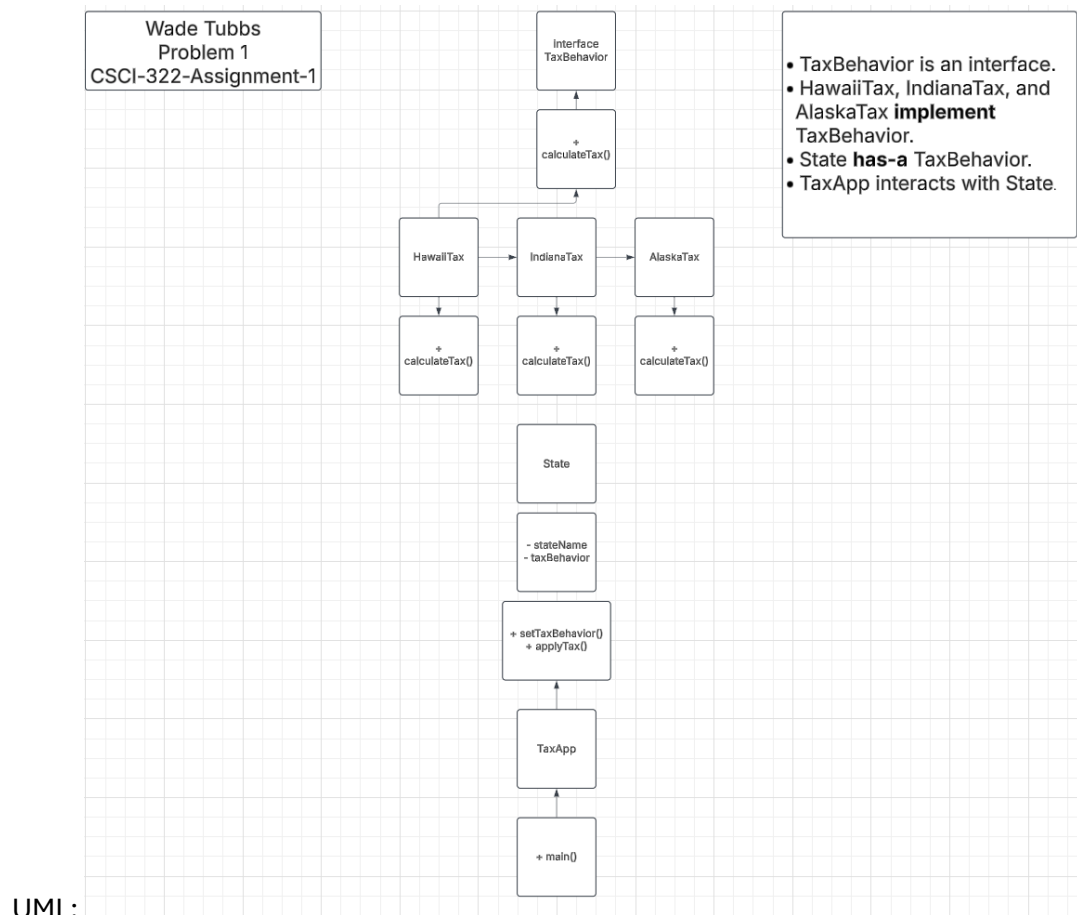 Wade Tubbs
Problem 1
CSCI-322-Assignment-1
Interface
TaxBehavior
• TaxBehavior is an interface.
• HawaiiTax, IndianaTax, and
AlaskaTax implement
TaxBehavior.
• State has-a TaxBehavior.
• TaxApp interacts with State.
+
calculateTax()
HawaiiTax
IndianaTax
AlaskaTax
+
calculateTax()
+
calculateTax()
+
calculateTax()
State
- stateName
- taxBehavior
+ setTaxBehavior()
+ applyTax()
TaxApp
+ main()
UML: